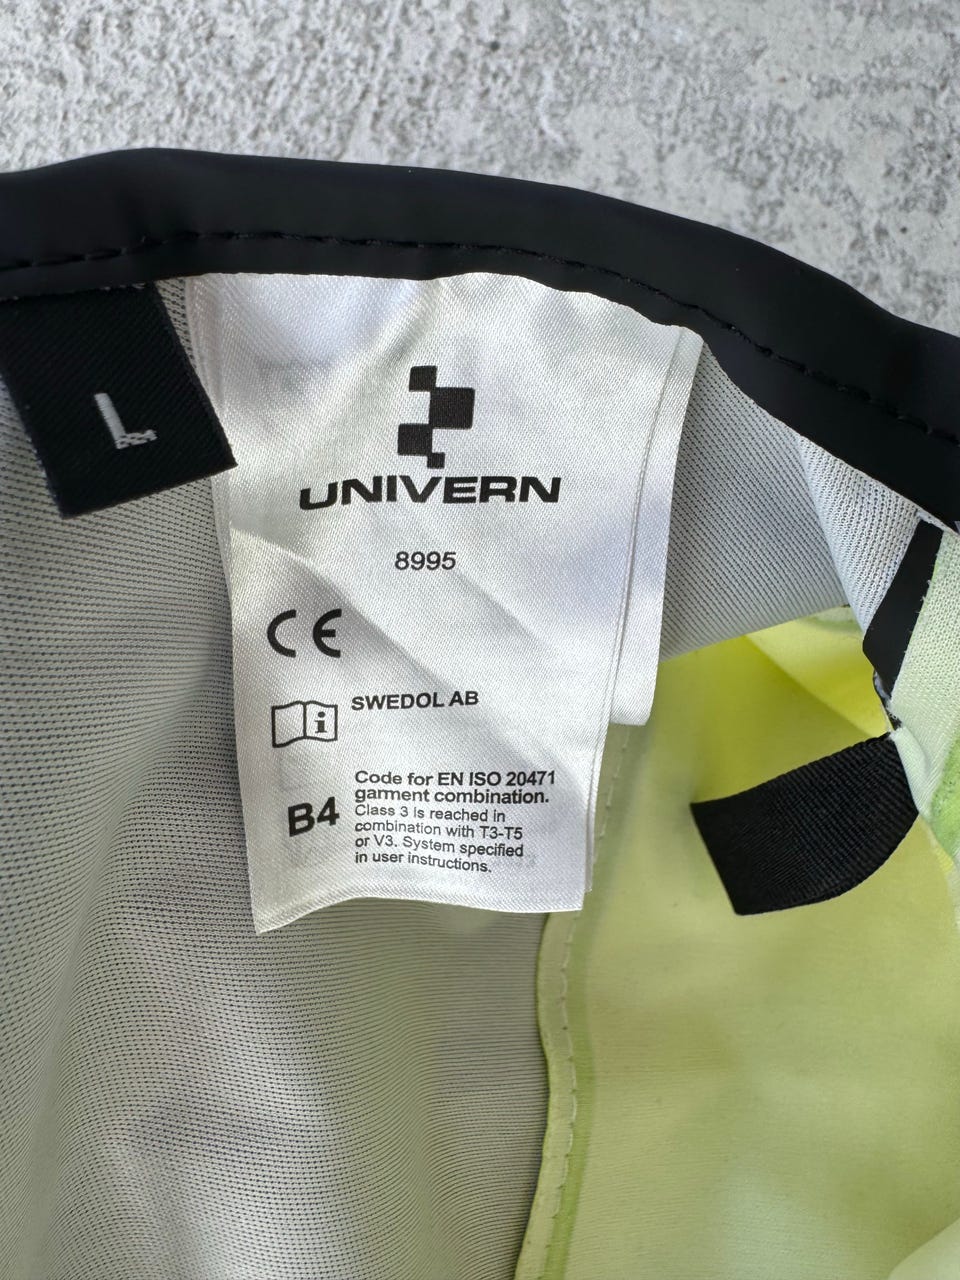 L
UNIVERN
8995
CE
SWEDOL AB
i
Code for EN ISO 20471
garment combination.
B4
Class 3 is reached in
combination with T3-T5
or V3. System specified
in user instructions.